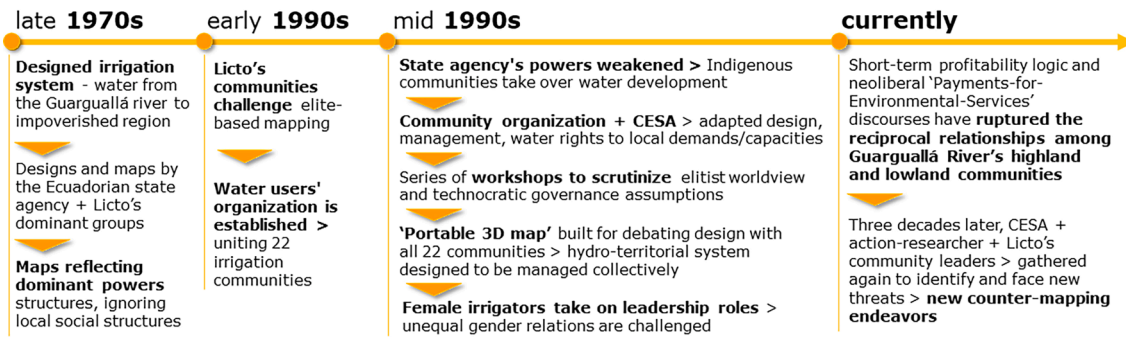 late 1970s
Designed irrigation
system - water from
the Guarguallá river to
impoverished region
Designs and maps by
the Ecuadorian state
agency + Licto’s
dominant groups
Maps reflecting
dominant powers
structures, ignoring
local social structures
early 1990s
Licto’s
communities
challenge elite-
based mapping
Water users'
organization is
established >
uniting 22
irrigation
communities
mid 1990s
State agency's powers weakened > Indigenous
communities take over water development
Community organization + CESA > adapted design,
management, water rights to local demands/capacities
Series of workshops to scrutinize elitist worldview
and technocratic governance assumptions
‘Portable 3D map’ built for debating design with
all 22 communities > hydro-territorial system
designed to be managed collectively
Female irrigators take on leadership roles >
unequal gender relations are challenged
currently
Short-term profitability logic and
neoliberal ‘Payments-for-
Environmental-Services’
discourses have ruptured the
reciprocal relationships among
Guarguallá River’s highland
and lowland communities
Three decades later, CESA +
action-researcher + Licto’s
community leaders > gathered
again to identify and face new
threats > new counter-mapping
endeavors